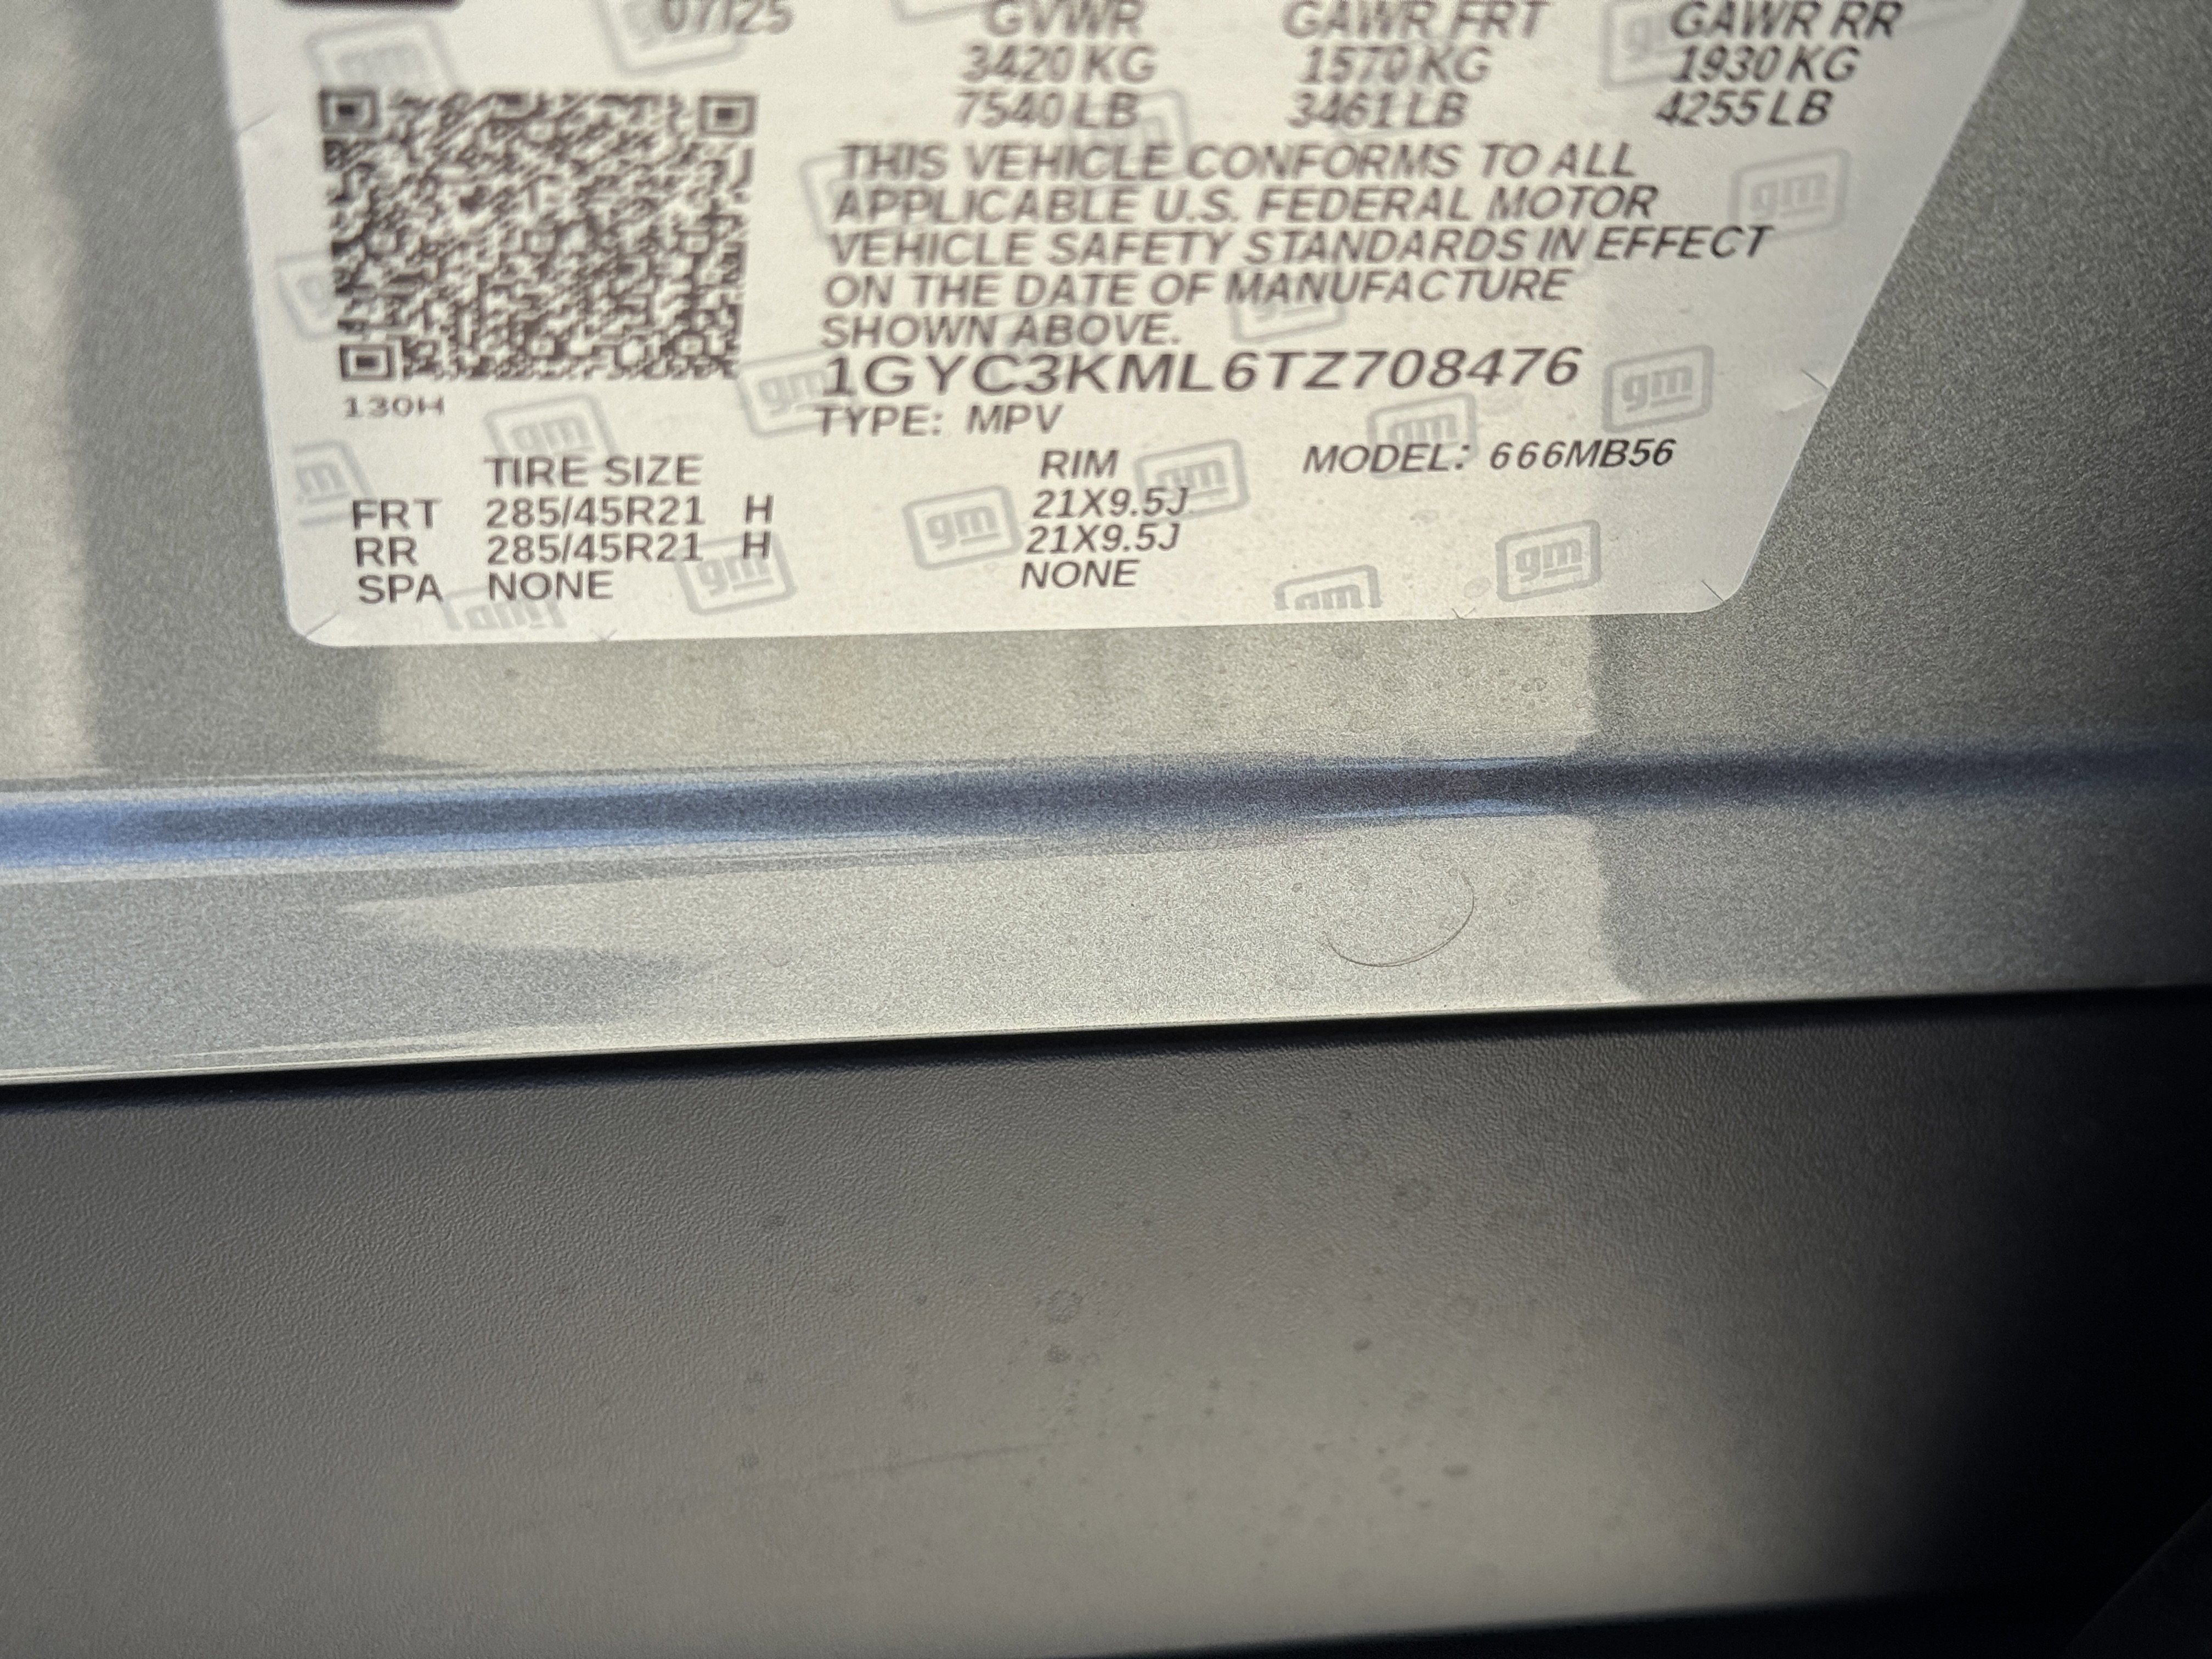 07/25 GVWR GAWR FRT GAWR RR
3420 KG 1570 KG 1930 KG
7540 LB 3461 LB 4255 LB
THIS VEHICLE CONFORMS TO ALL
APPLICABLE U.S. FEDERAL MOTOR
VEHICLE SAFETY STANDARDS IN EFFECT
ON THE DATE OF MANUFACTURE
SHOWN ABOVE.
1GYC3KML6TZ708476
130H
TYPE: MPV
TIRE SIZE RIM MODEL: 666MB56
FRT 285/45R21 H 21X9.5J
RR 285/45R21 H 21X9.5J
SPA NONE NONE
gm